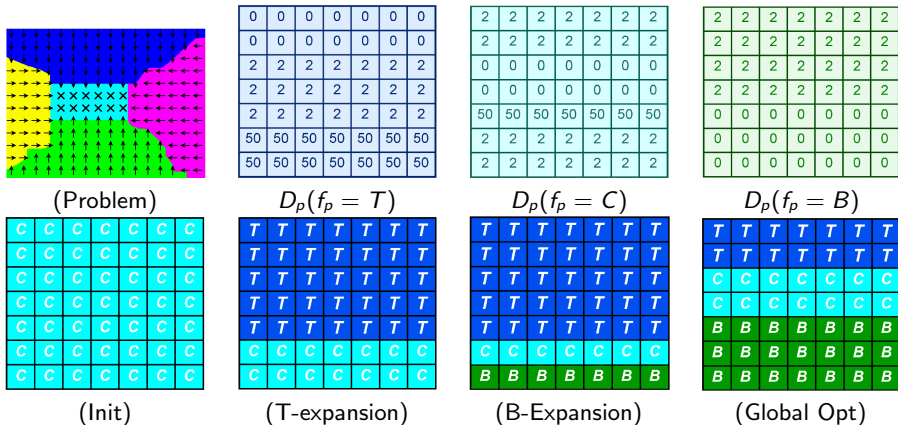 0 0 0 0 0 0 0
0 0 0 0 0 0 0
2 2 2 2 2 2 2
2 2 2 2 2 2 2
2 2 2 2 2 2 2
50 50 50 50 50 50 50
50 50 50 50 50 50 50
2 2 2 2 2 2 2
2 2 2 2 2 2 2
0 0 0 0 0 0 0
0 0 0 0 0 0 0
50 50 50 50 50 50 50
2 2 2 2 2 2 2
2 2 2 2 2 2 2
2 2 2 2 2 2 2
2 2 2 2 2 2 2
2 2 2 2 2 2 2
2 2 2 2 2 2 2
0 0 0 0 0 0 0
0 0 0 0 0 0 0
0 0 0 0 0 0 0
(Problem)
D_p(f_p = T)
D_p(f_p = C)
D_p(f_p = B)
C C C C C C C
C C C C C C C
C C C C C C C
C C C C C C C
C C C C C C C
C C C C C C C
C C C C C C C
T T T T T T T
T T T T T T T
T T T T T T T
T T T T T T T
T T T T T T T
C C C C C C C
C C C C C C C
T T T T T T T
T T T T T T T
T T T T T T T
T T T T T T T
T T T T T T T
C C C C C C C
B B B B B B B
T T T T T T T
T T T T T T T
C C C C C C C
C C C C C C C
B B B B B B B
B B B B B B B
B B B B B B B
(Init)
(T-expansion)
(B-Expansion)
(Global Opt)